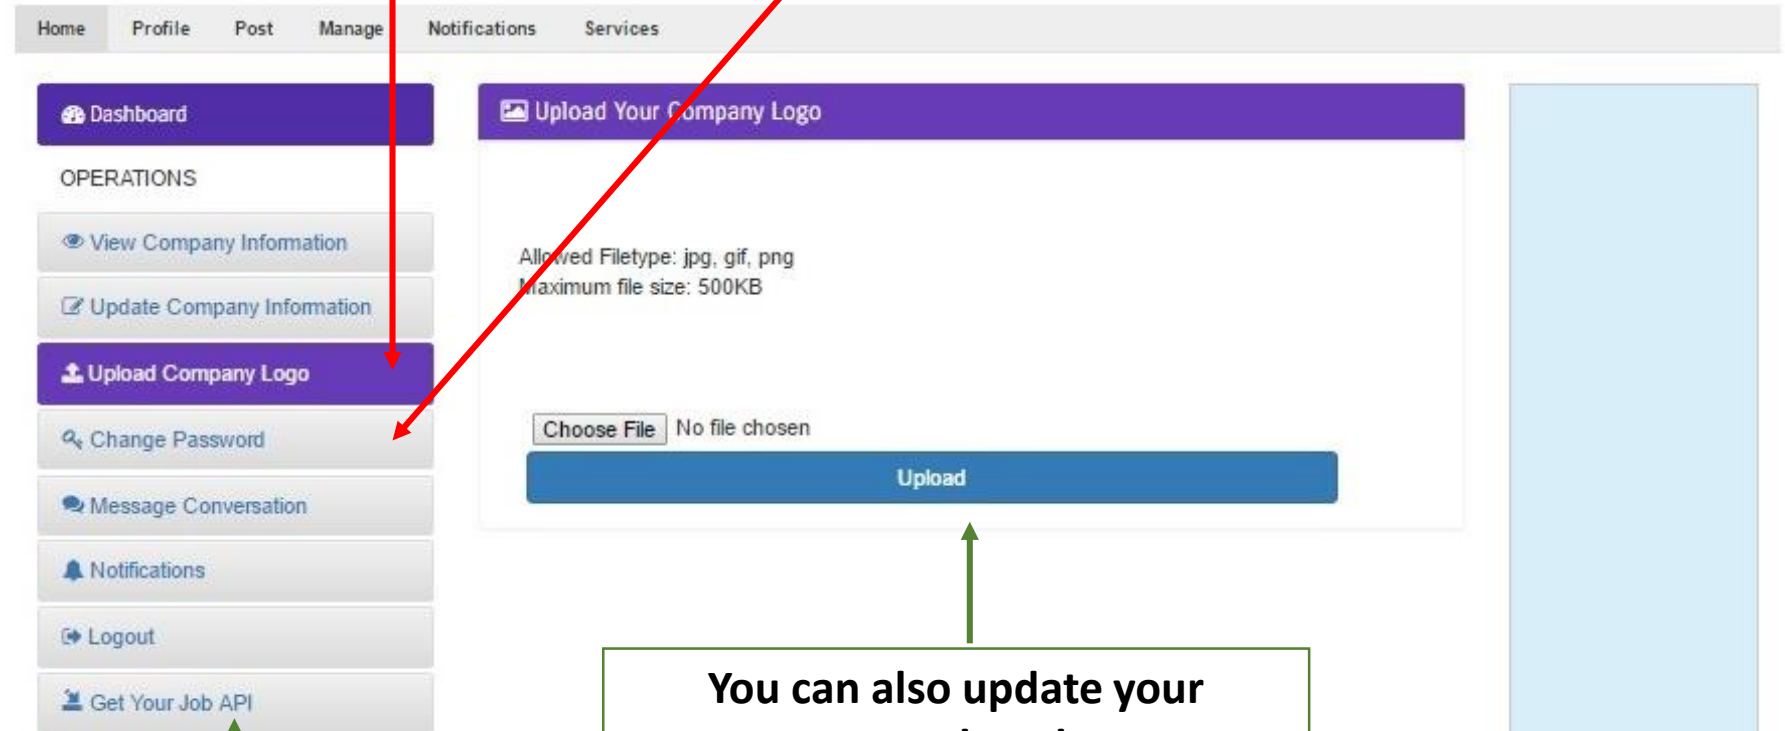 Home Profile Post Manage Notifications Services
Dashboard
OPERATIONS
View Company Information
Update Company Information
Upload Company Logo
Change Password
Message Conversation
Notifications
Logout
Get Your Job API
Upload Your Company Logo
Allowed Filetype: jpg, gif, png
Maximum file size: 500KB
Choose File No file chosen
Upload
You can also update your